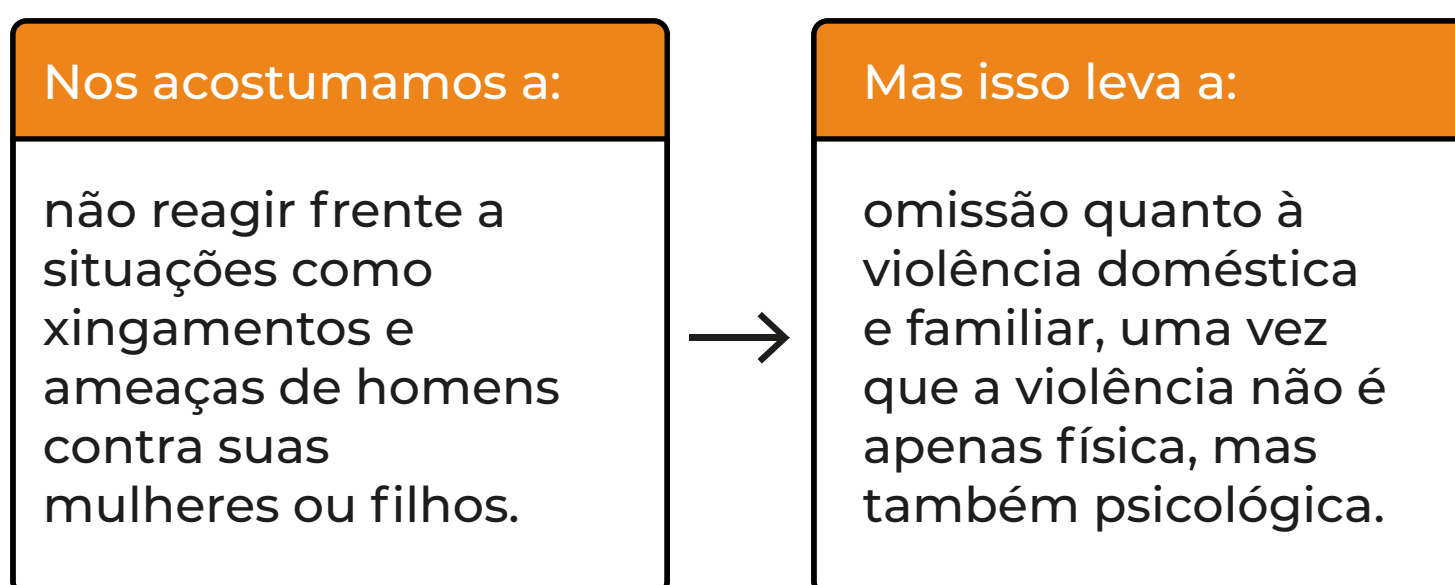 Nos acostumamos a:
não reagir frente a
situações como
xingamentos e
ameaças de homens
contra suas
mulheres ou filhos.
Mas isso leva a:
omissão quanto à
violência doméstica
e familiar, uma vez
que a violência não é
apenas física, mas
também psicológica.